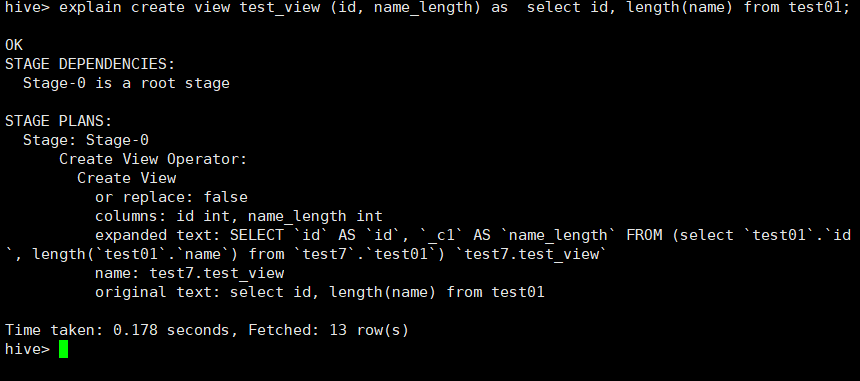 hive> explain create view test_view (id, name_length) as  select id, length(name) from test01;
OK
STAGE DEPENDENCIES:
  Stage-0 is a root stage
STAGE PLANS:
  Stage: Stage-0
      Create View Operator:
        Create View
          or replace: false
          columns: id int, name_length int
          expanded text: SELECT `id` AS `id`, `_c1` AS `name_length` FROM (select `test01`.`id
`, length(`test01`.`name`) from `test7`.`test01`) `test7.test_view`
          name: test7.test_view
          original text: select id, length(name) from test01
Time taken: 0.178 seconds, Fetched: 13 row(s)
hive>